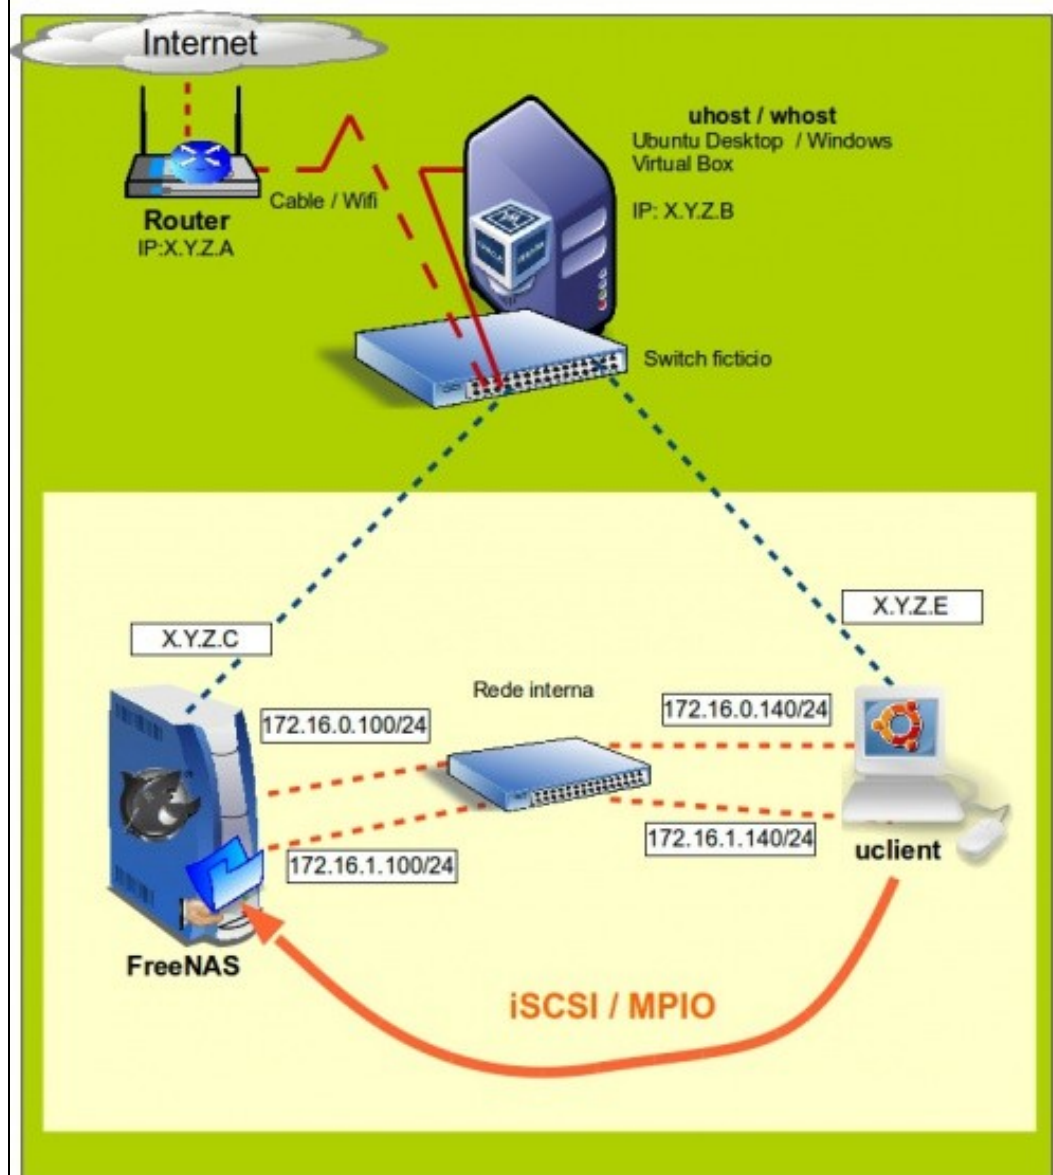 Internet
uhost / whost
Ubuntu Desktop / Windows
Virtual Box
Cable / Wifi
Router
IP:X.Y.Z.A
IP: X.Y.Z.B
Switch ficticio
X.Y.Z.E
X.Y.Z.C
Rede interna
172.16.0.100/24
172.16.0.140/24
172.16.1.100/24
172.16.1.140/24
uclient
FreeNAS
iSCSI / MPIO